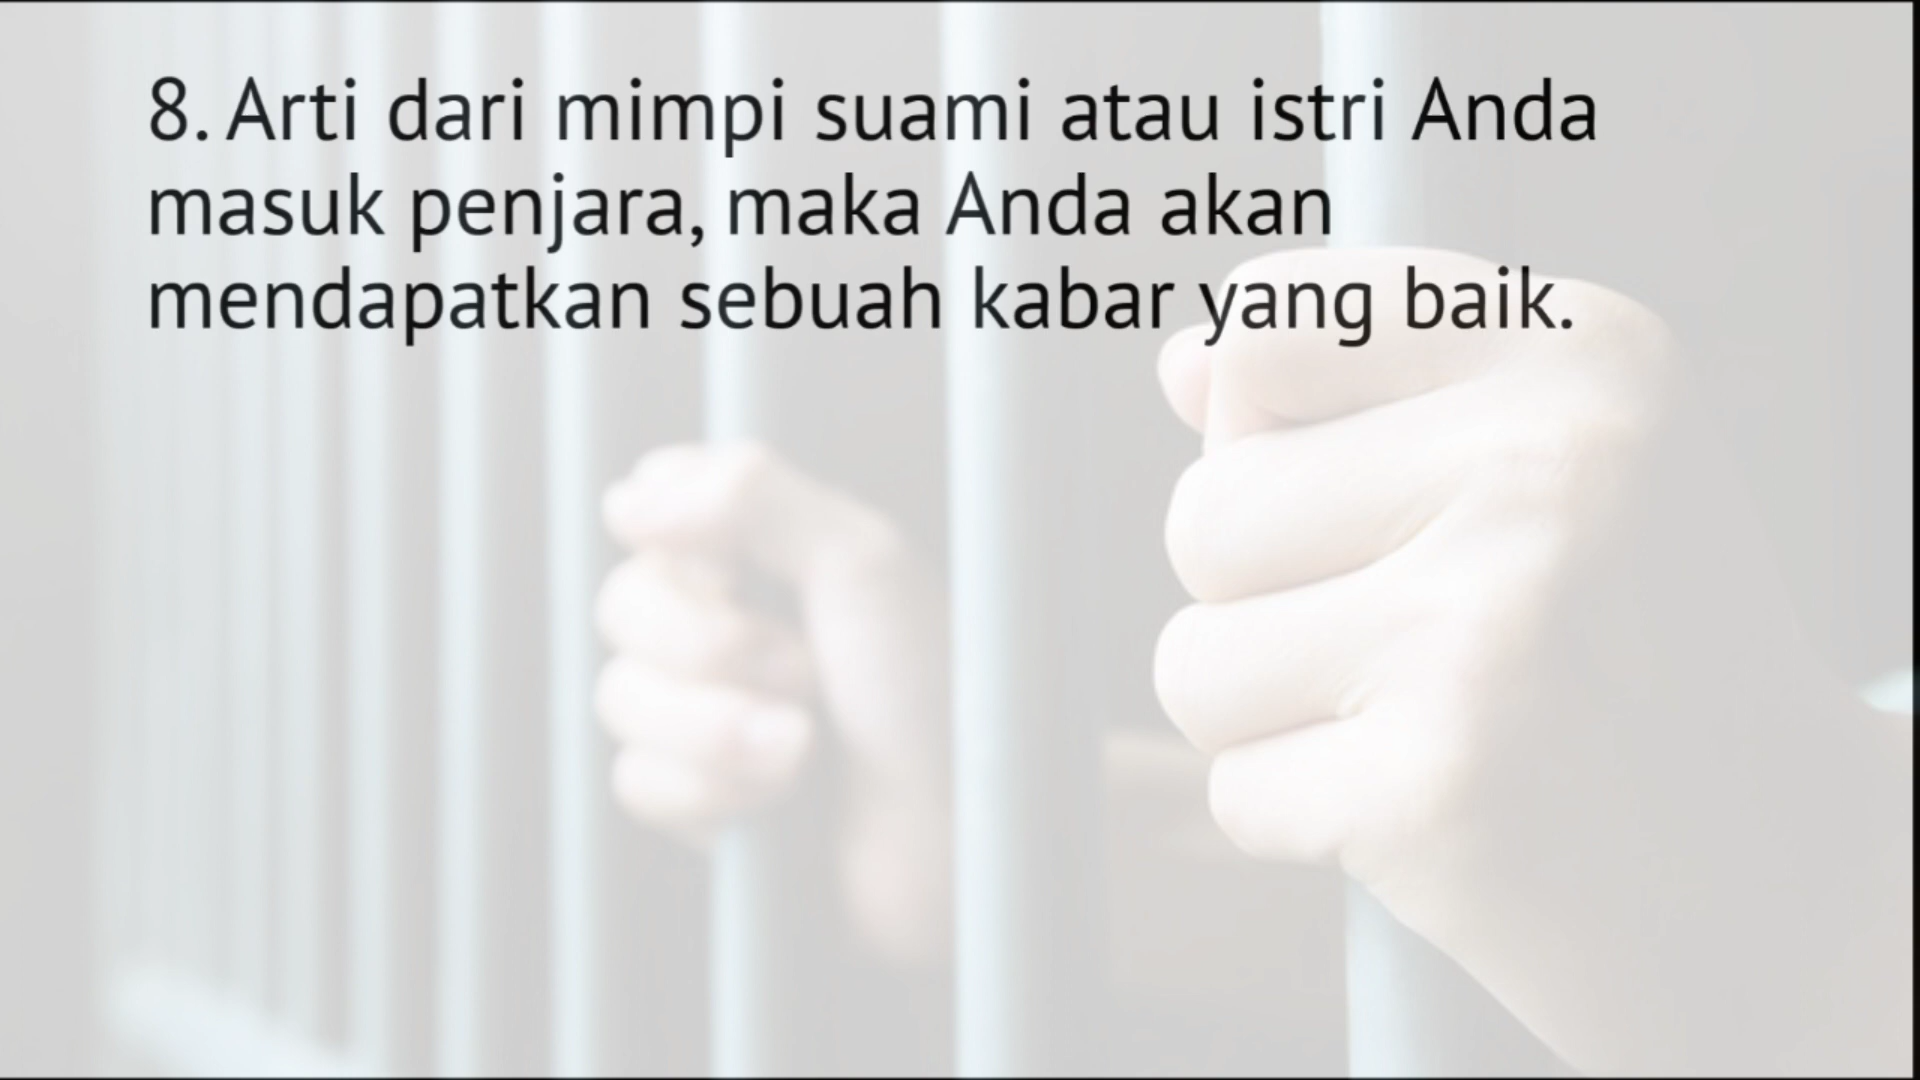 8. Arti dari mimpi suami atau istri Anda
masuk penjara, maka Anda akan
mendapatkan sebuah kabar yang baik.